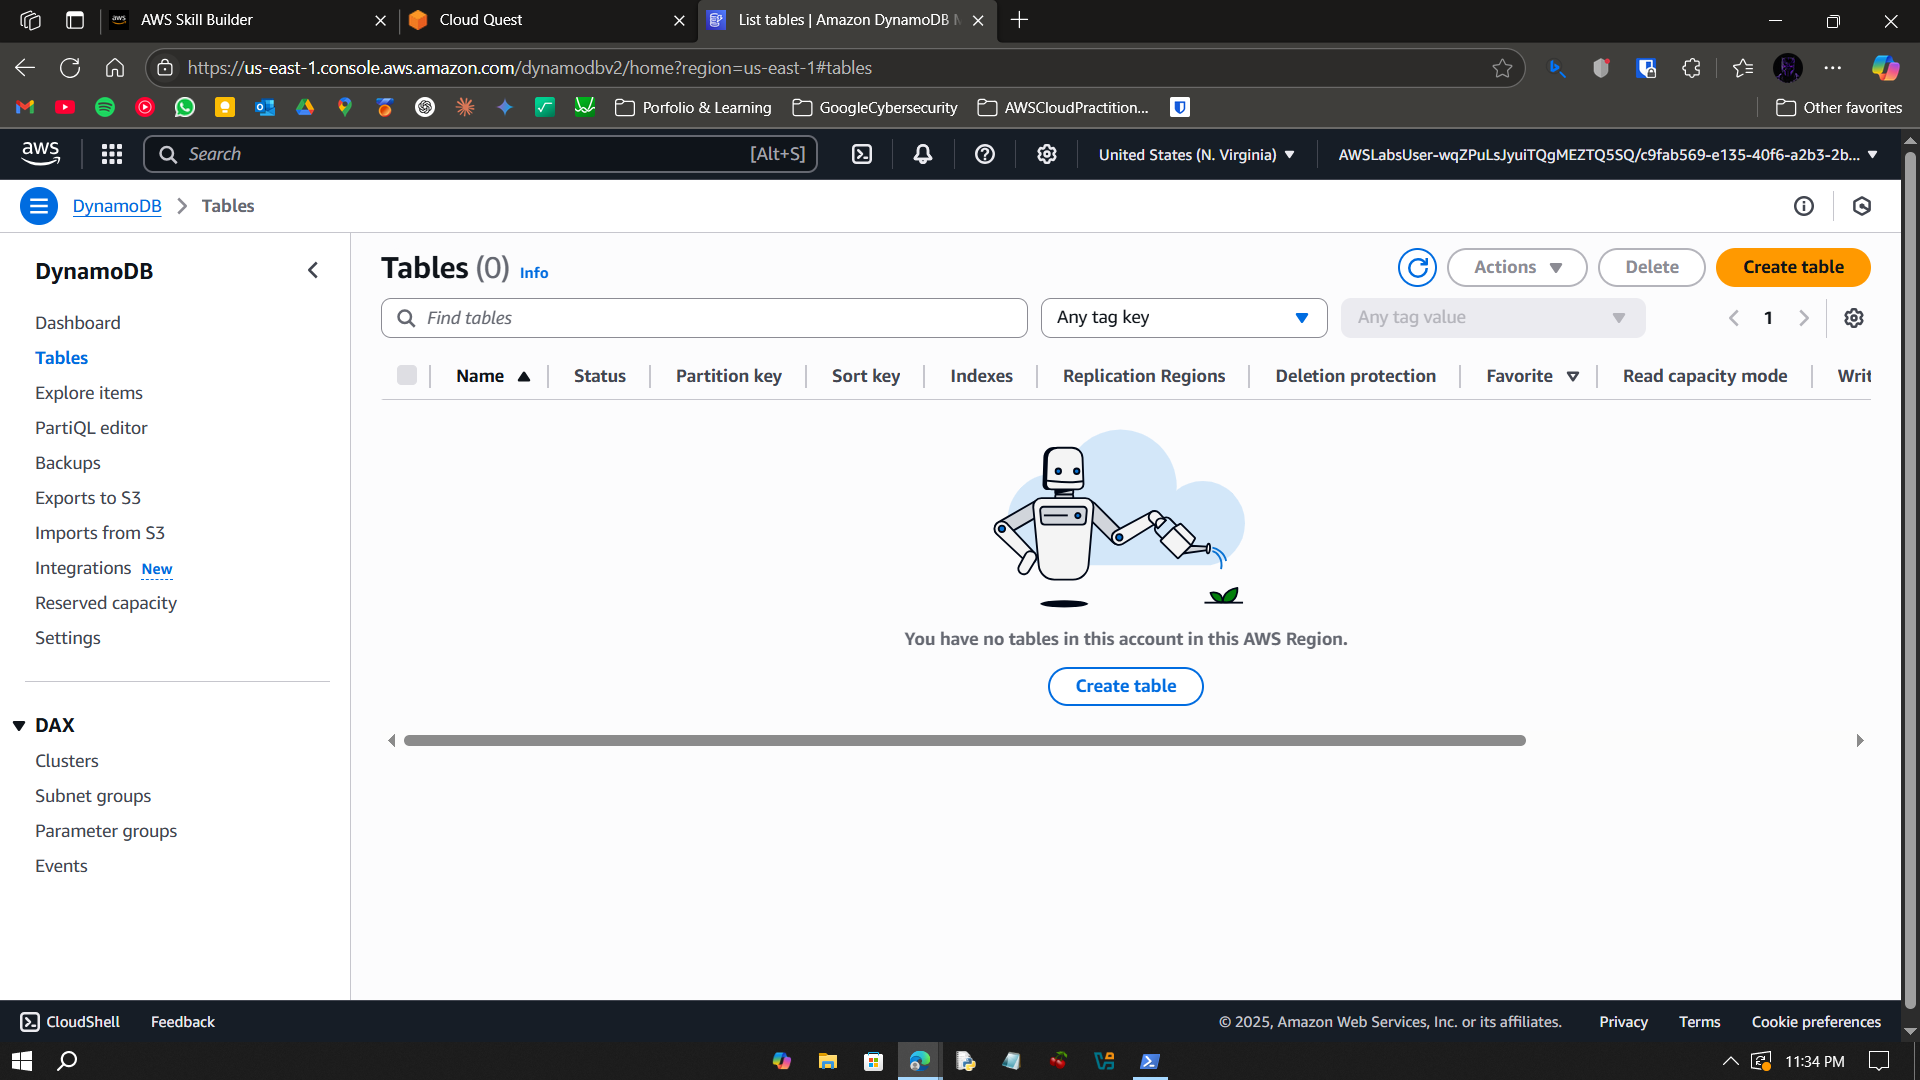 AWS Skill Builder
Cloud Quest
List tables | Amazon DynamoDB
https://us-east-1.console.aws.amazon.com/dynamodbv2/home?region=us-east-1#tables
Porfolio & Learning
GoogleCybersecurity
AWSCloudPractition...
Other favorites
aws
Search
[Alt+S]
United States (N. Virginia)
AWSLabsUser-wqZPuLsJyuiTQgMEZTQ5SQ/c9fab569-e135-40f6-a2b3-2b...
DynamoDB
Tables
DynamoDB
Dashboard
Tables
Explore items
PartiQL editor
Backups
Exports to S3
Imports from S3
Integrations New
Reserved capacity
Settings
DAX
Clusters
Subnet groups
Parameter groups
Events
Tables (0) Info
Actions
Delete
Create table
Find tables
Any tag key
Any tag value
1
Name
Status
Partition key
Sort key
Indexes
Replication Regions
Deletion protection
Favorite
Read capacity mode
Writ
You have no tables in this account in this AWS Region.
Create table
CloudShell
Feedback
© 2025, Amazon Web Services, Inc. or its affiliates.
Privacy
Terms
Cookie preferences
11:34 PM